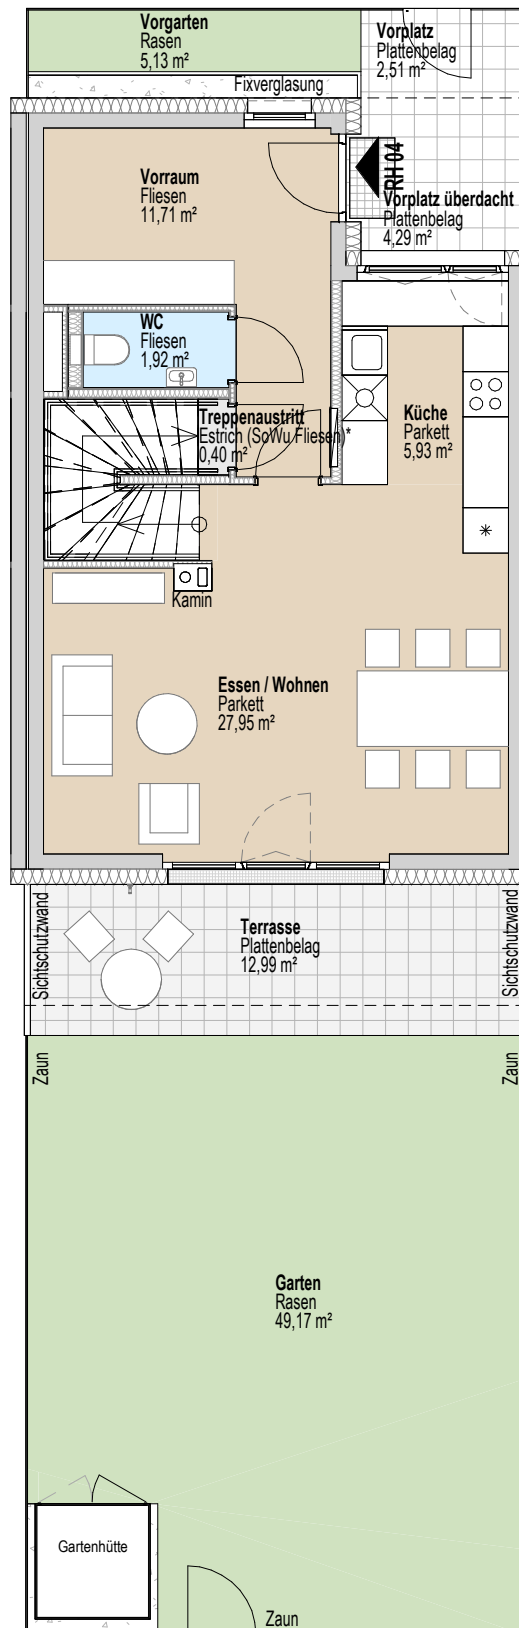 Vorgarten
Rasen
5,13 m²
Vorplatz
Plattenbelag
2,51 m²
Fixverglasung
RH 04
Vorraum
Fliesen
11,71 m²
Vorplatz überdacht
Plattenbelag
4,29 m²
WC
Fliesen
1,92 m²
Treppenaustritt
Estrich (SoWu Fliesen)*
0,40 m²
Küche
Parkett
5,93 m²
Kamin
Essen / Wohnen
Parkett
27,95 m²
Sichtschutzwand
Terrasse
Plattenbelag
12,99 m²
Sichtschutzwand
Zaun
Zaun
Garten
Rasen
49,17 m²
Gartenhütte
Zaun